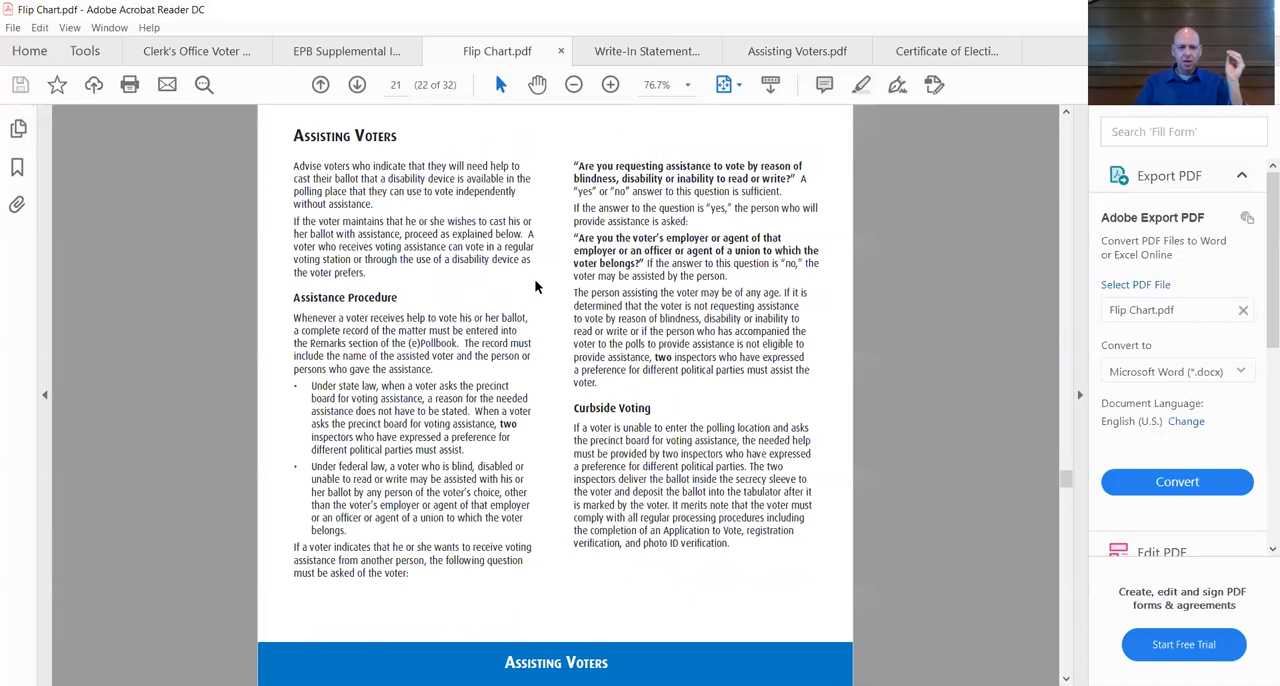 Flip Chart.pdf - Adobe Acrobat Reader DC
File Edit View Window Help
Home Tools Clerk's Office Voter ... EPB Supplemental I... Flip Chart.pdf × Write-In Statement... Assisting Voters.pdf Certificate of Electi...
21 (22 of 32) 76.7%
ASSISTING VOTERS
Advise voters who indicate that they will need help to
cast their ballot that a disability device is available in the
polling place that they can use to vote independently
without assistance.
If the voter maintains that he or she wishes to cast his or
her ballot with assistance, proceed as explained below. A
voter who receives voting assistance can vote in a regular
voting station or through the use of a disability device as
the voter prefers.
Assistance Procedure
Whenever a voter receives help to vote his or her ballot,
a complete record of the matter must be entered into
the Remarks section of the (e)Pollbook. The record must
include the name of the assisted voter and the person or
persons who gave the assistance.
• Under state law, when a voter asks the precinct
board for voting assistance, a reason for the needed
assistance does not have to be stated. When a voter
asks the precinct board for voting assistance, two
inspectors who have expressed a preference for
different political parties must assist.
• Under federal law, a voter who is blind, disabled or
unable to read or write may be assisted with his or
her ballot by any person of the voter's choice, other
than the voter's employer or agent of that employer
or an officer or agent of a union to which the voter
belongs.
If a voter indicates that he or she wants to receive voting
assistance from another person, the following question
must be asked of the voter:
"Are you requesting assistance to vote by reason of
blindness, disability or inability to read or write?" A
"yes" or "no" answer to this question is sufficient.
If the answer to the question is "yes," the person who will
provide assistance is asked:
"Are you the voter's employer or agent of that
employer or an officer or agent of a union to which the
voter belongs?" If the answer to this question is "no," the
voter may be assisted by the person.
The person assisting the voter may be of any age. If it is
determined that the voter is not requesting assistance
to vote by reason of blindness, disability or inability to
read or write or if the person who has accompanied the
voter to the polls to provide assistance is not eligible to
provide assistance, two inspectors who have expressed
a preference for different political parties must assist the
voter.
Curbside Voting
If a voter is unable to enter the polling location and asks
the precinct board for voting assistance, the needed help
must be provided by two inspectors who have expressed
a preference for different political parties. The two
inspectors deliver the ballot inside the secrecy sleeve to
the voter and deposit the ballot into the tabulator after it
is marked by the voter. It merits note that the voter must
comply with all regular processing procedures including
the completion of an Application to Vote, registration
verification, and photo ID verification.
ASSISTING VOTERS
Search 'Fill Form'
Export PDF
Adobe Export PDF
Convert PDF Files to Word
or Excel Online
Select PDF File
Flip Chart.pdf ×
Convert to
Microsoft Word (*.docx)
Document Language:
English (U.S.) Change
Convert
Edit PDF
Create, edit and sign PDF
forms & agreements
Start Free Trial